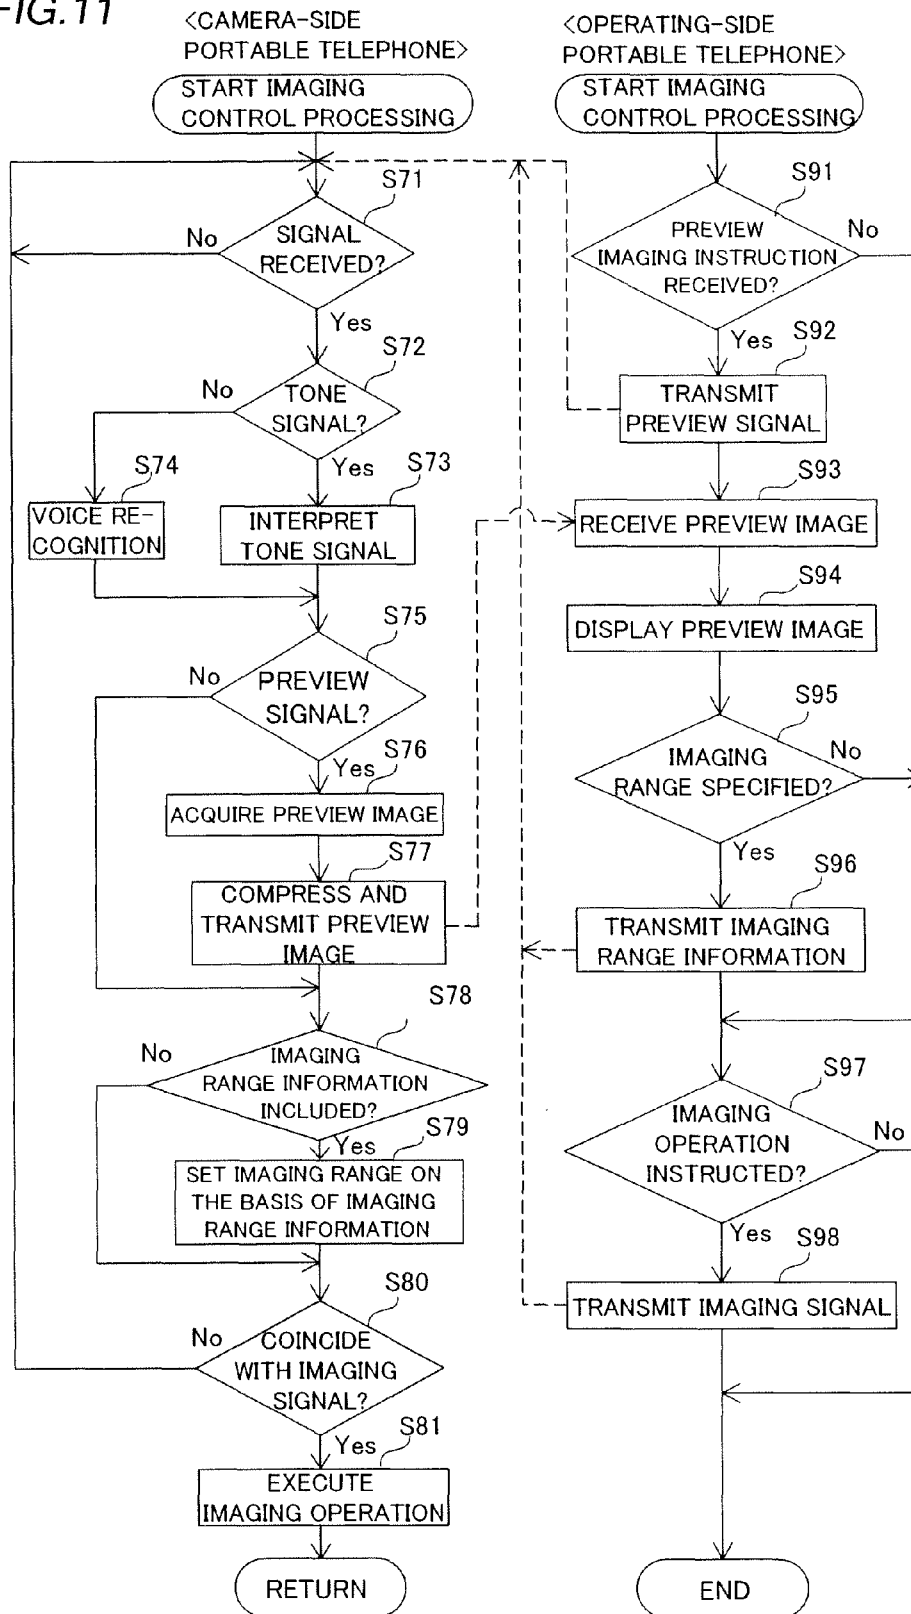 FIG.11
<CAMERA-SIDE
PORTABLE TELEPHONE>
START IMAGING
CONTROL PROCESSING
S71
SIGNAL
RECEIVED?
No
Yes
S72
TONE
SIGNAL?
No
Yes
S74
VOICE RE-
COGNITION
S73
INTERPRET
TONE SIGNAL
S75
PREVIEW
SIGNAL?
No
Yes
S76
ACQUIRE PREVIEW IMAGE
S77
COMPRESS AND
TRANSMIT PREVIEW
IMAGE
S78
IMAGING
RANGE INFORMATION
INCLUDED?
No
Yes
S79
SET IMAGING RANGE ON
THE BASIS OF IMAGING
RANGE INFORMATION
S80
COINCIDE
WITH IMAGING
SIGNAL?
No
Yes
S81
EXECUTE
IMAGING OPERATION
RETURN
<OPERATING-SIDE
PORTABLE TELEPHONE>
START IMAGING
CONTROL PROCESSING
S91
PREVIEW
IMAGING INSTRUCTION
RECEIVED?
No
Yes
S92
TRANSMIT
PREVIEW SIGNAL
S93
RECEIVE PREVIEW IMAGE
S94
DISPLAY PREVIEW IMAGE
S95
IMAGING
RANGE SPECIFIED?
No
Yes
S96
TRANSMIT IMAGING
RANGE INFORMATION
S97
IMAGING
OPERATION
INSTRUCTED?
No
Yes
S98
TRANSMIT IMAGING SIGNAL
END